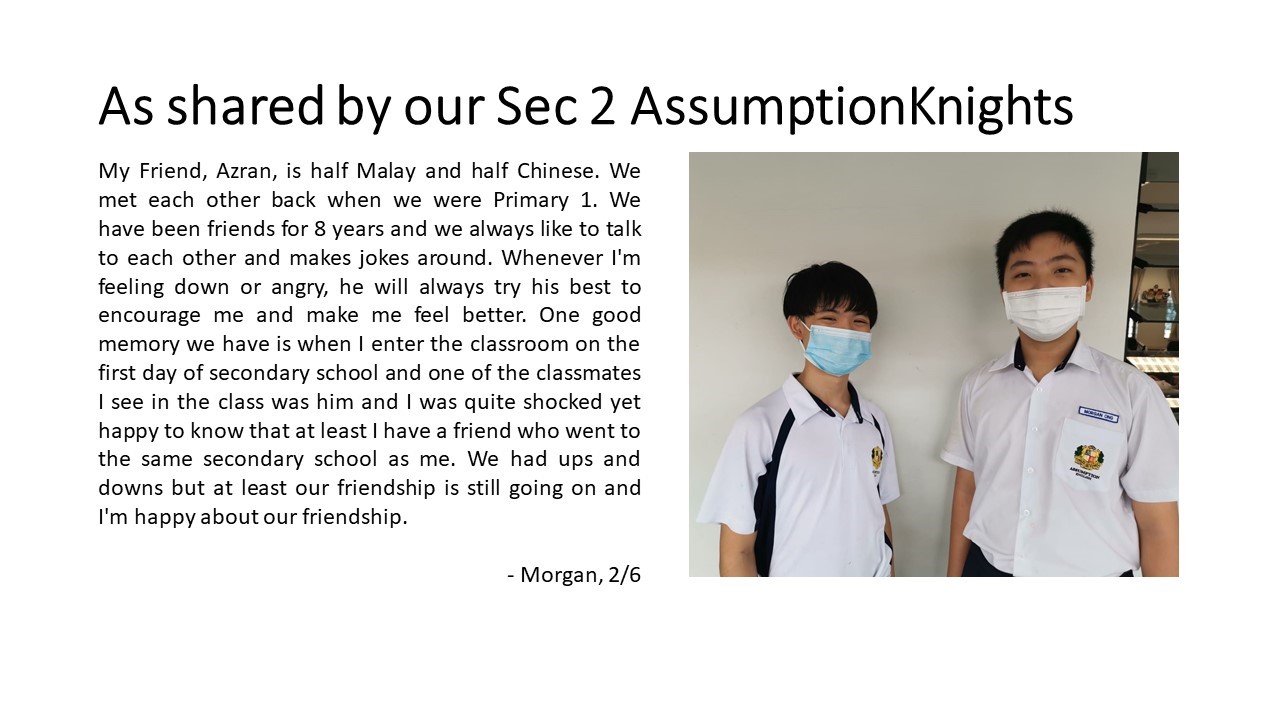 As shared by our Sec 2 AssumptionKnights
My Friend, Azran, is half Malay and half Chinese. We
met each other back when we were Primary 1. We
have been friends for 8 years and we always like to talk
to each other and makes jokes around. Whenever I'm
feeling down or angry, he will always try his best to
encourage me and make me feel better. One good
memory we have is when I enter the classroom on the
first day of secondary school and one of the classmates
I see in the class was him and I was quite shocked yet
happy to know that at least I have a friend who went to
the same secondary school as me. We had ups and
downs but at least our friendship is still going on and
I'm happy about our friendship.
- Morgan, 2/6
MORGAN ONG
ASSUMPTION